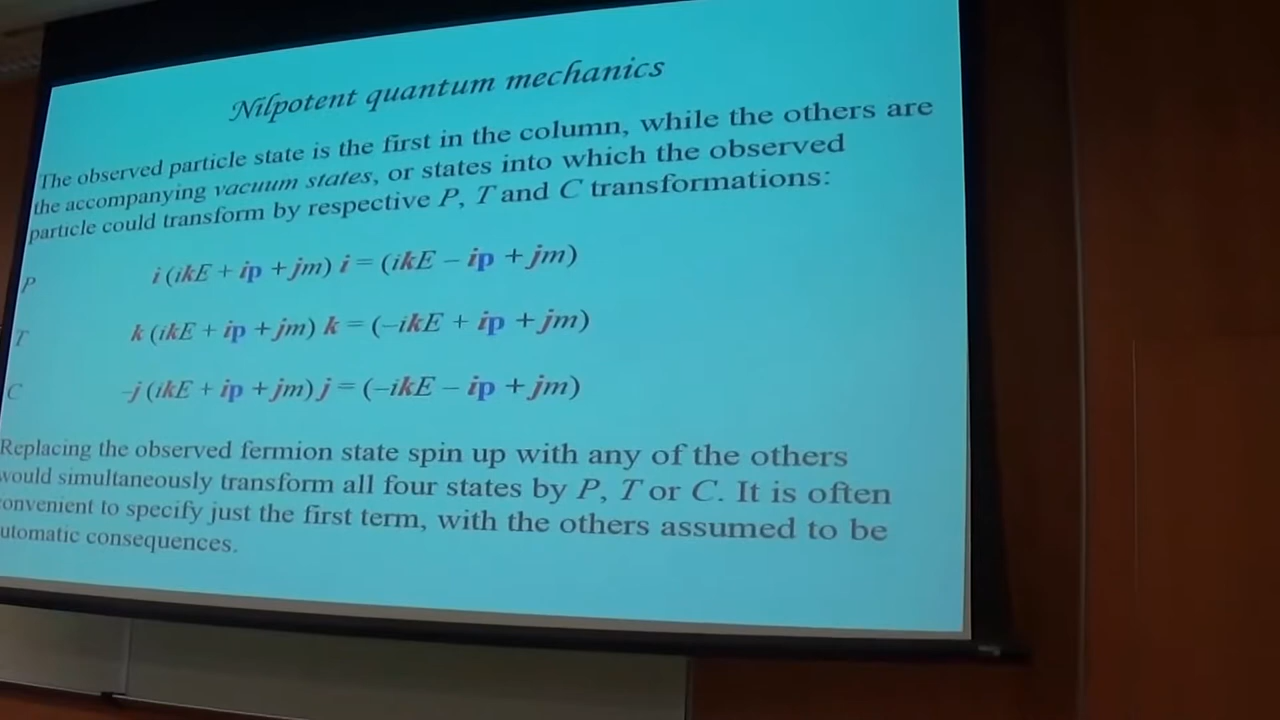 Nilpotent quantum mechanics
The observed particle state is the first in the column, while the others are
the accompanying vacuum states, or states into which the observed
particle could transform by respective P, T and C transformations:
P i (ikE + ip + jm) i = (ikE – ip + jm)
T k (ikE + ip + jm) k = (–ikE + ip + jm)
C -j (ikE + ip + jm) j = (–ikE – ip + jm)
Replacing the observed fermion state spin up with any of the others
would simultaneously transform all four states by P, T or C. It is often
onvenient to specify just the first term, with the others assumed to be
utomatic consequences.